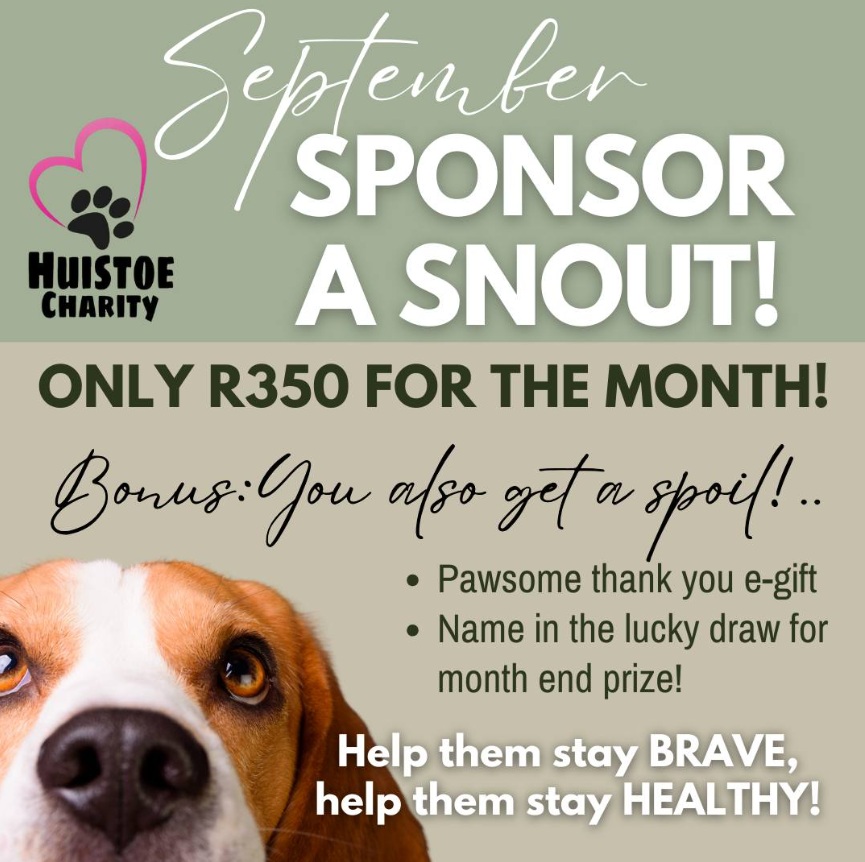 September
SPONSOR
A SNOUT!
HUISTOE
CHARITY
ONLY R350 FOR THE MONTH!
Bonus: You also get a spoil!..
• Pawsome thank you e-gift
• Name in the lucky draw for
month end prize!
Help them stay BRAVE,
help them stay HEALTHY!